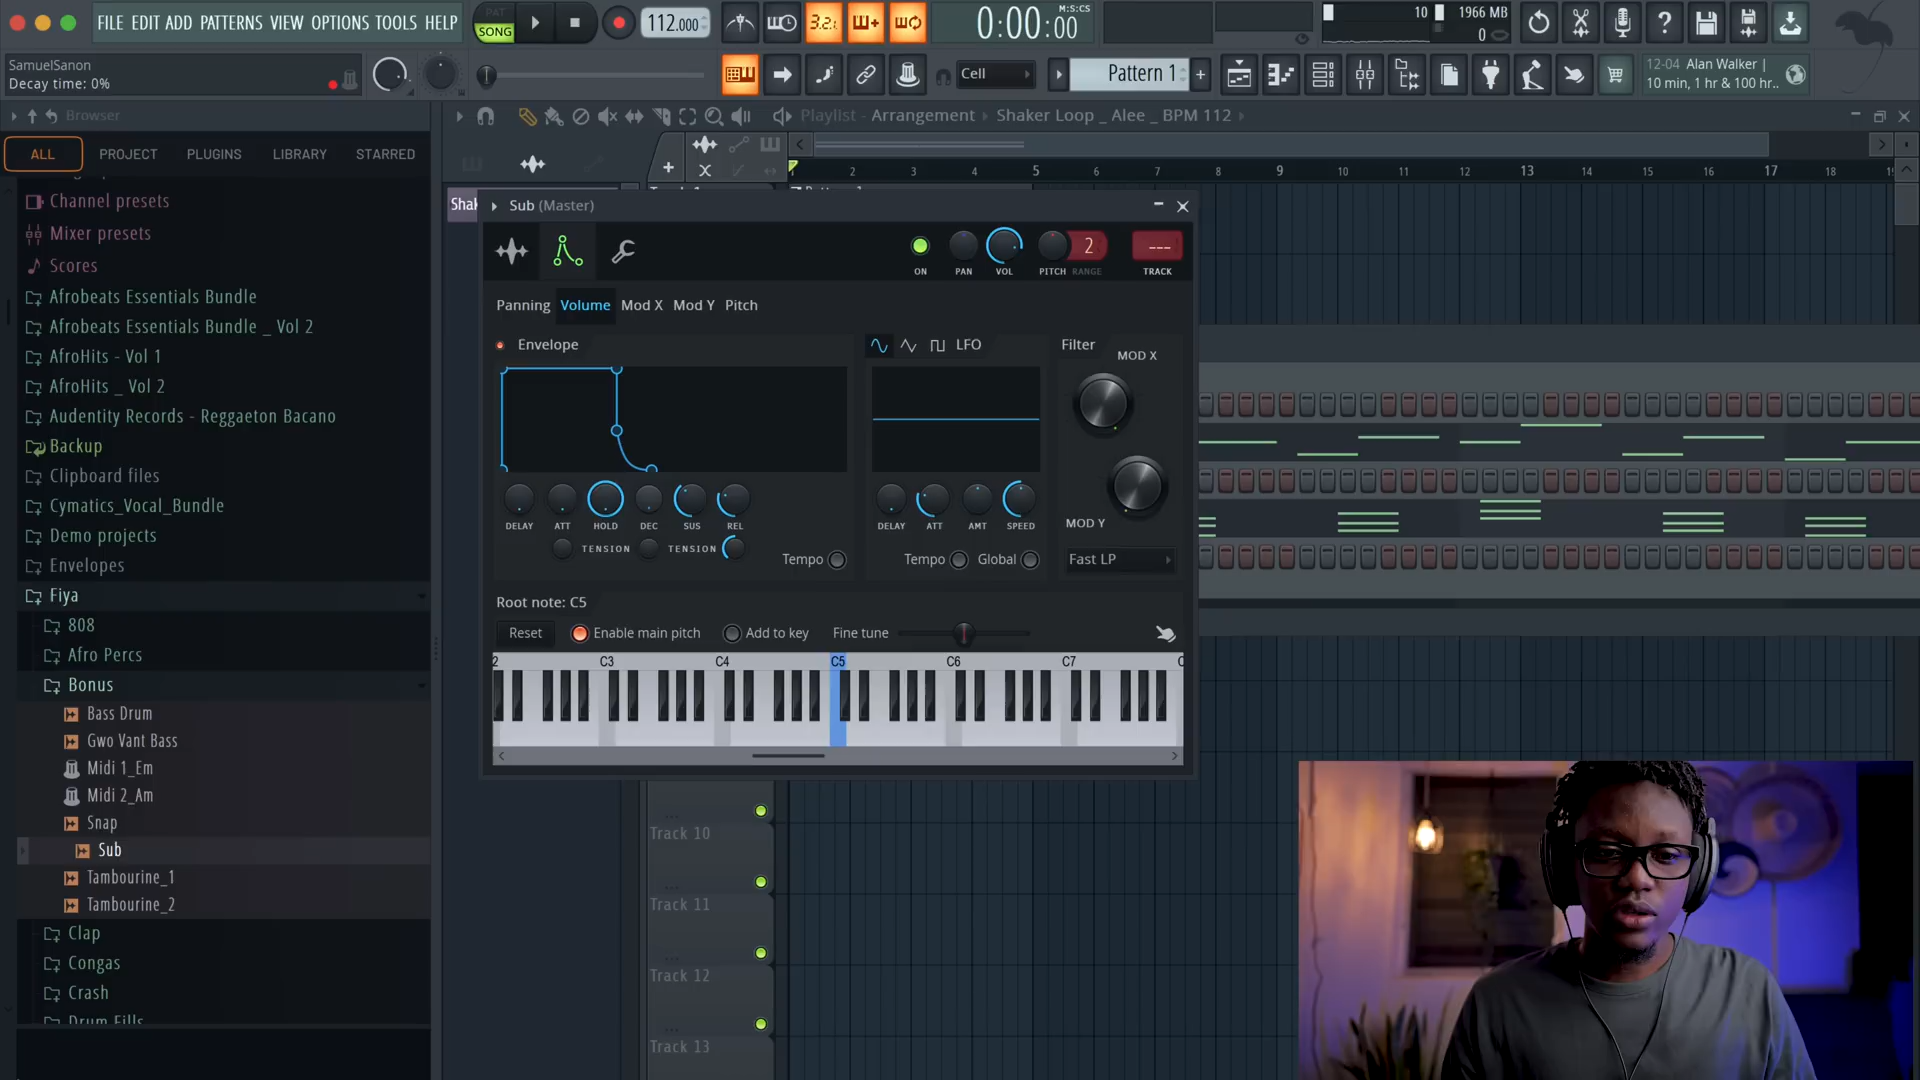 FILE EDIT ADD PATTERNS VIEW OPTIONS TOOLS HELP
PAT
SONG
112.000
3.2.
0:00:00
M:S:CS
10
1966 MB
0
SamuelSanon
Decay time: 0%
Cell
Pattern 1
12-04 Alan Walker |
10 min, 1 hr & 100 hr..
Browser
Playlist - Arrangement
Shaker Loop _ Alee _ BPM 112
ALL
PROJECT
PLUGINS
LIBRARY
STARRED
2 3 4 5 6 7 8 9 10 11 12 13 14 15 16 17 18
Channel presets
Mixer presets
Scores
Afrobeats Essentials Bundle
Afrobeats Essentials Bundle _ Vol 2
AfroHits - Vol 1
AfroHits _ Vol 2
Audentity Records - Reggaeton Bacano
Backup
Clipboard files
Cymatics_Vocal_Bundle
Demo projects
Envelopes
Fiya
808
Afro Percs
Bonus
Bass Drum
Gwo Vant Bass
Midi 1_Em
Midi 2_Am
Snap
Sub
Tambourine_1
Tambourine_2
Clap
Congas
Crash
Drum Fills
Shak
Sub (Master)
2
---
ON
PAN
VOL
PITCH
RANGE
TRACK
Panning
Volume
Mod X
Mod Y
Pitch
Envelope
LFO
Filter
MOD X
DELAY
ATT
HOLD
DEC
SUS
REL
DELAY
ATT
AMT
SPEED
MOD Y
TENSION
TENSION
Tempo
Tempo
Global
Fast LP
Root note: C5
Reset
Enable main pitch
Add to key
Fine tune
2
C3
C4
C5
C6
C7
Track 10
Track 11
Track 12
Track 13